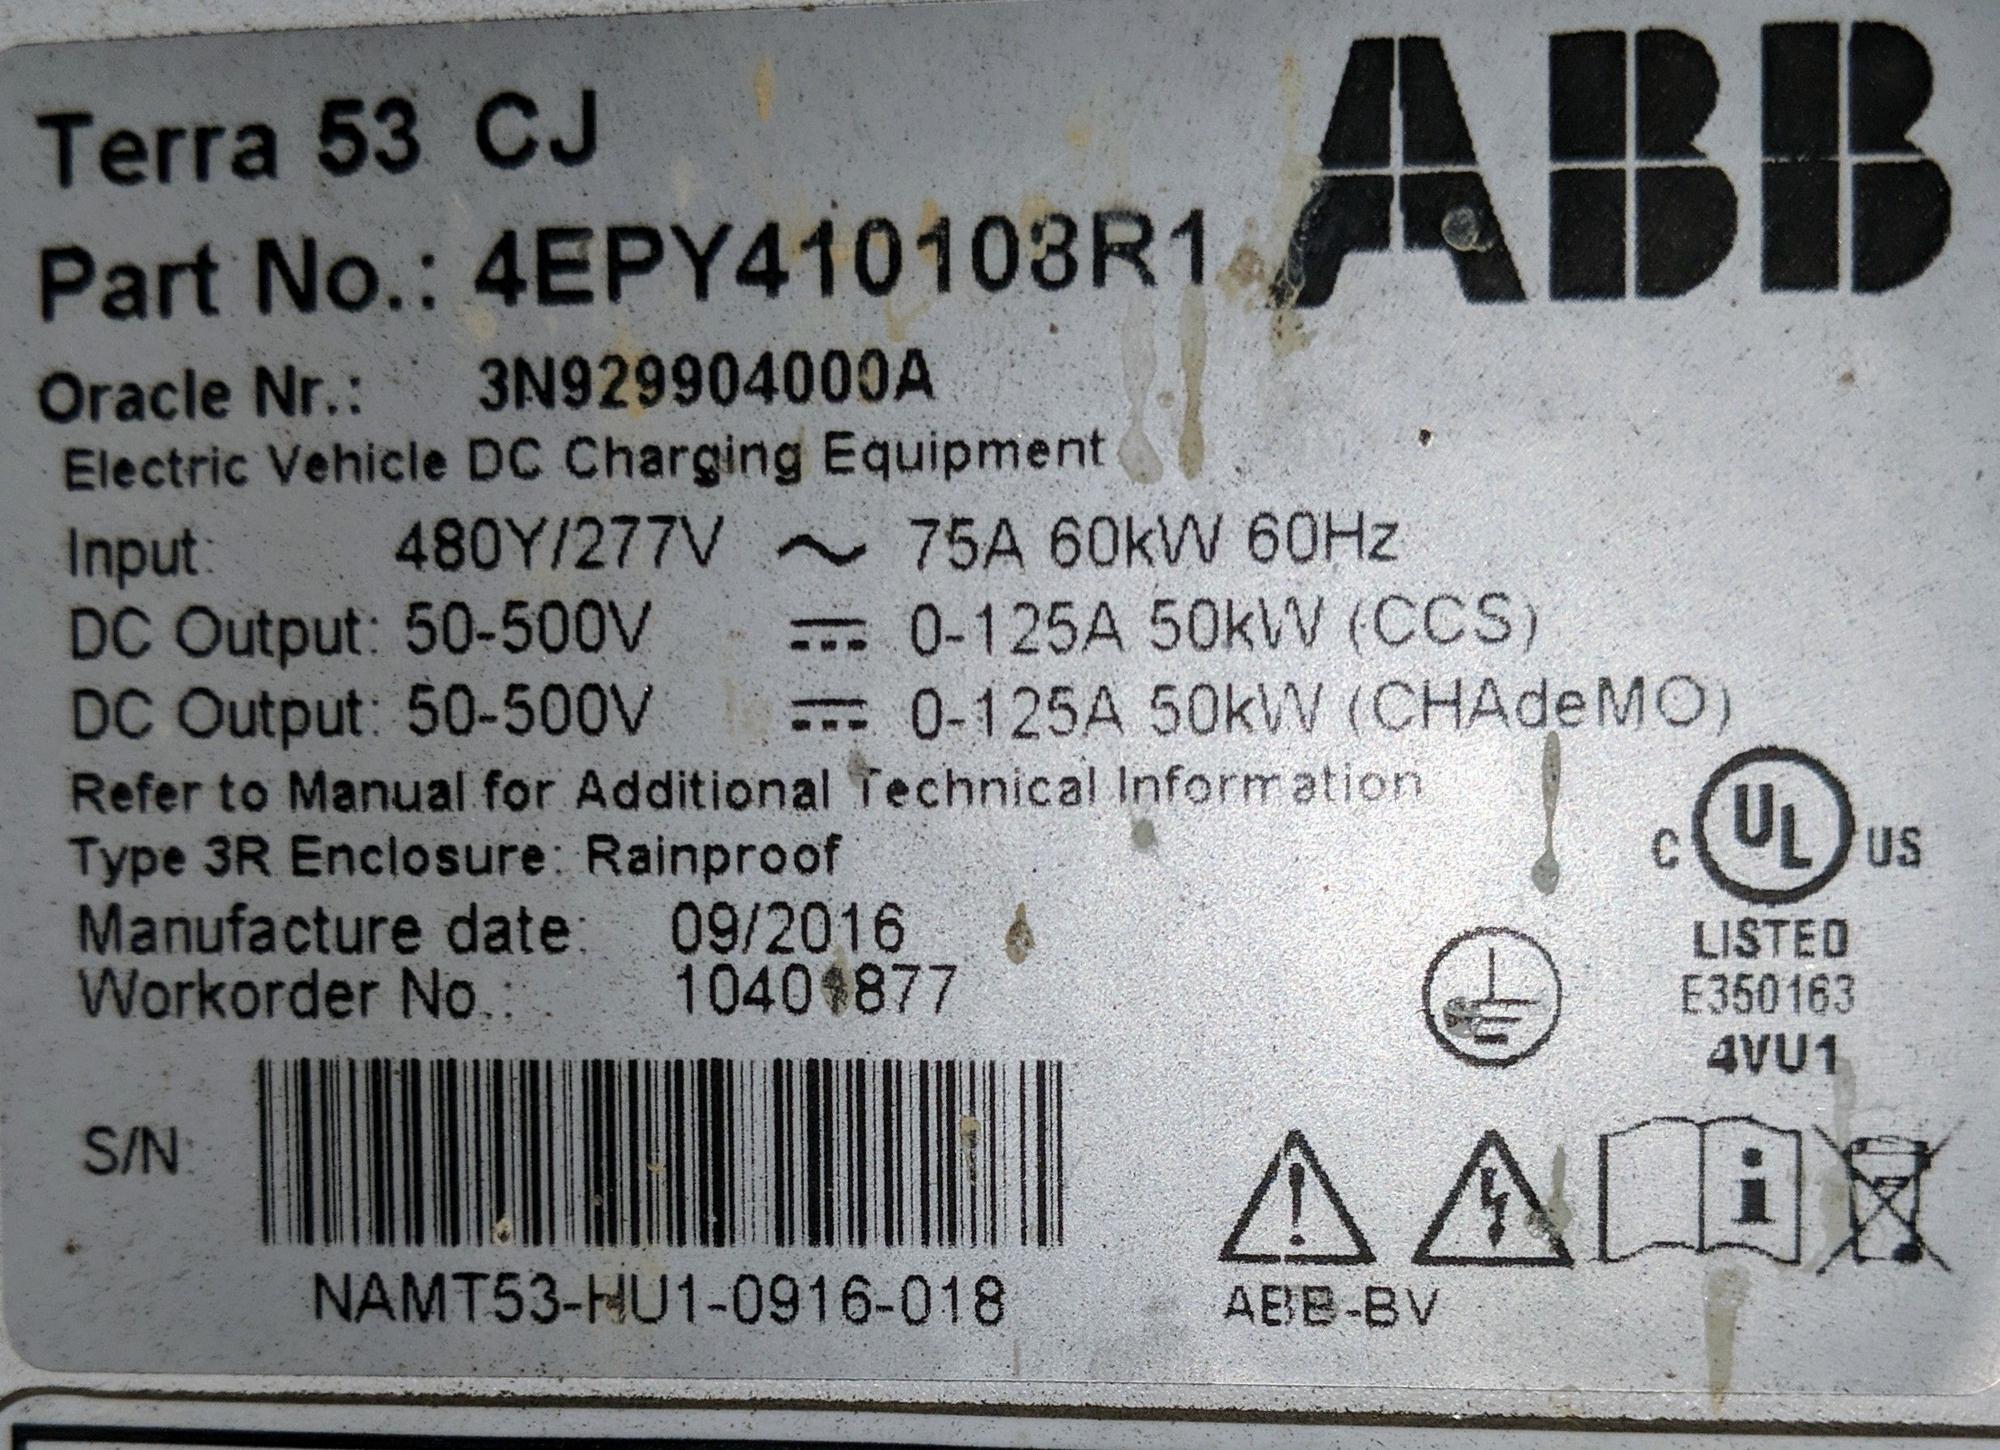 ABB
Terra 53 CJ
Part No.: 4EPY410103R1
Oracle Nr.: 3N929904000A
Electric Vehicle DC Charging Equipment
Input: 480Y/277V ~ 75A 60kW 60Hz
DC Output: 50-500V ⎓ 0-125A 50kW (CCS)
DC Output: 50-500V ⎓ 0-125A 50kW (CHAdeMO)
Refer to Manual for Additional Technical Information
Type 3R Enclosure: Rainproof
C UL US
Manufacture date: 09/2016
LISTED
Workorder No.:
E350163
4VU1
S/N:
NAMT53-HU1-0916-018
ABB-BV